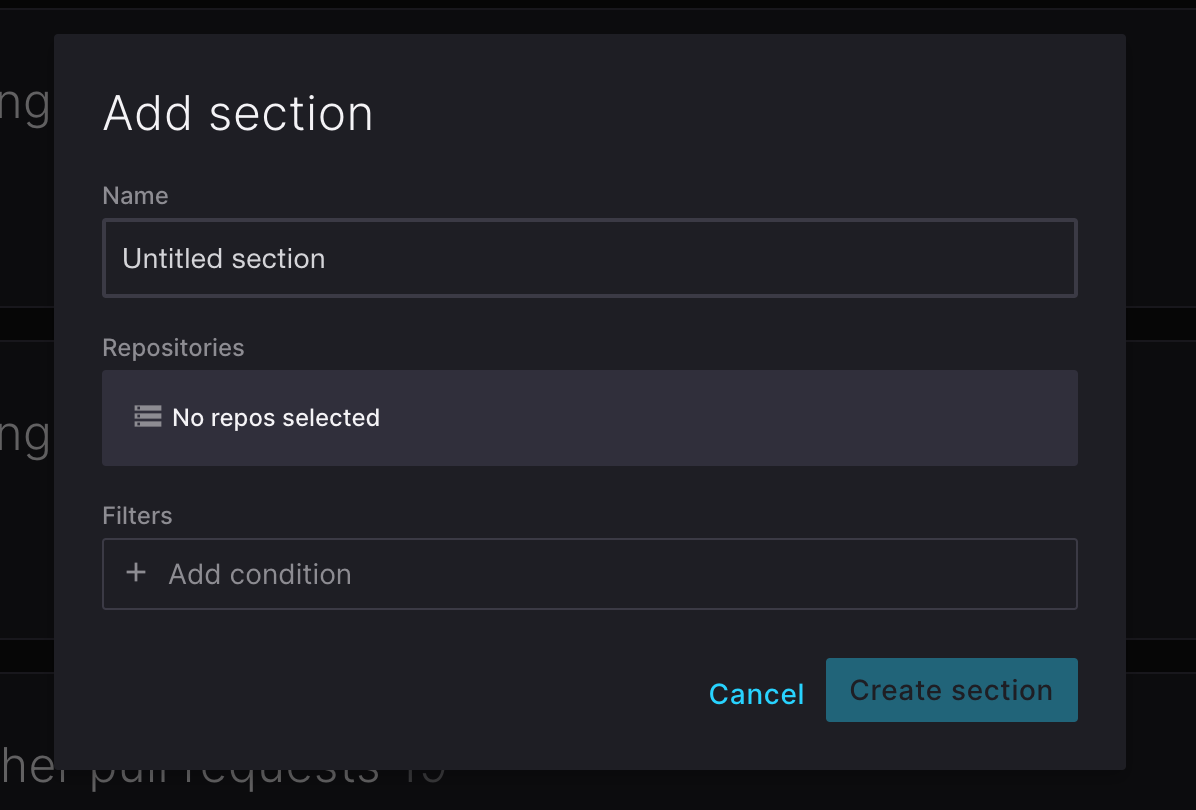 ng
Add section
Name
Untitled section
Repositories
No repos selected
ng
Filters
+ Add condition
Cancel
Create section
her pull requests 19